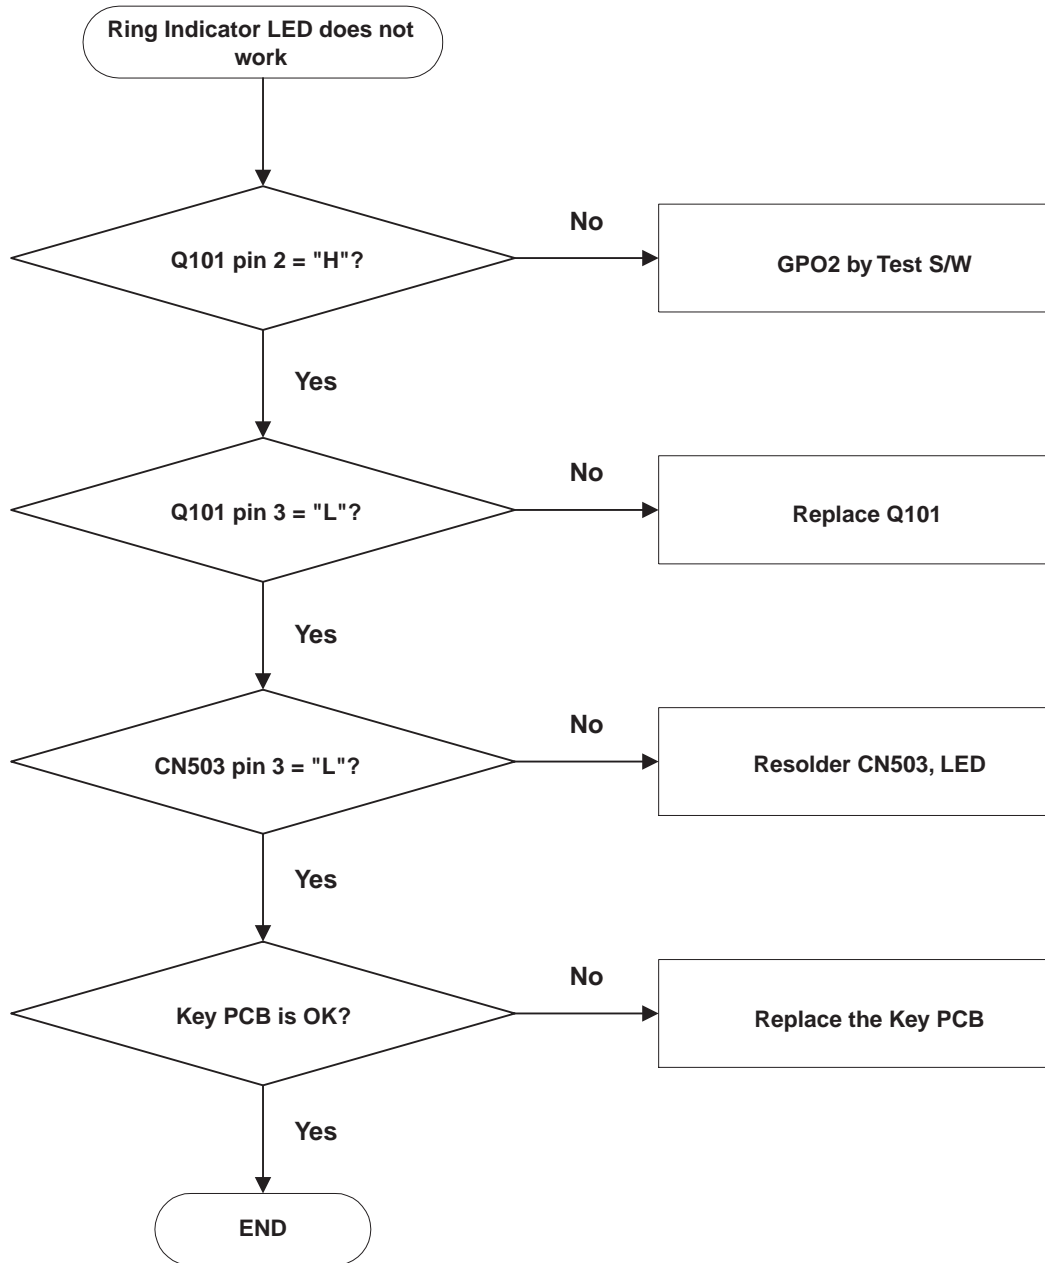 Ring Indicator LED does not
work
Q101 pin 2 = "H"?
No
GPO2 by Test S/W
Yes
Q101 pin 3 = "L"?
No
Replace Q101
Yes
CN503 pin 3 = "L"?
No
Resolder CN503, LED
Yes
Key PCB is OK?
No
Replace the Key PCB
Yes
END